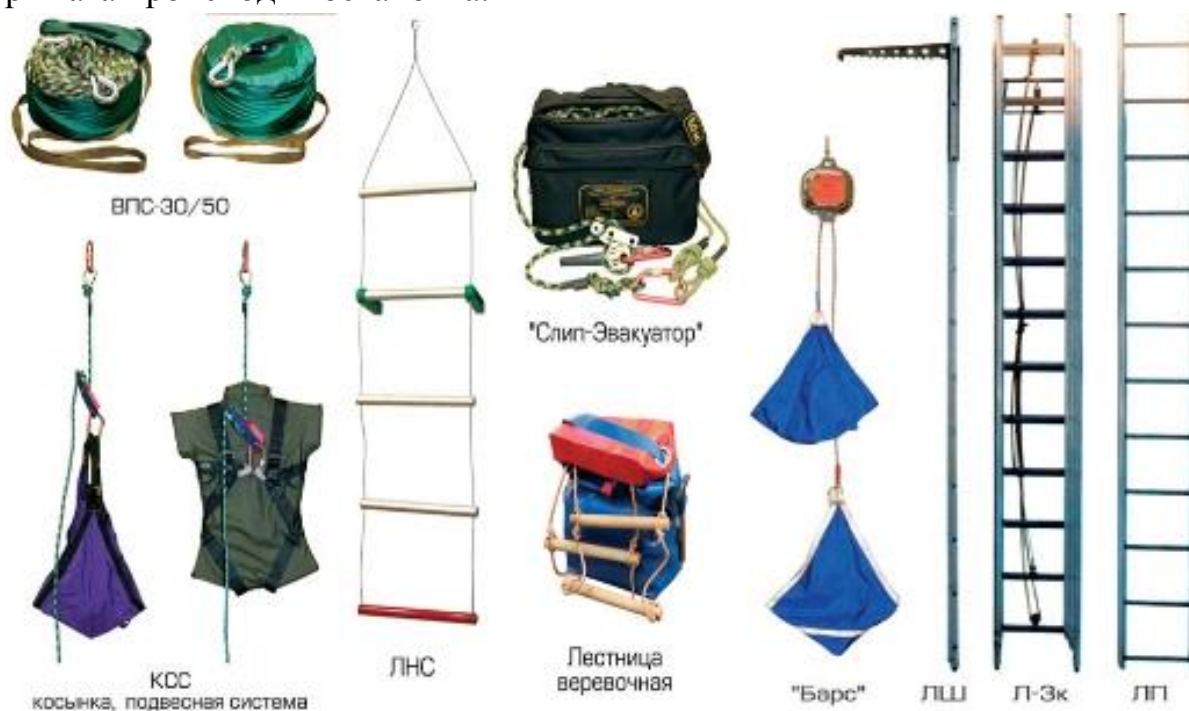 ВПС-30/50
"Слип-Эвакуатор"
КСС
косынка, подвесная система
ЛНС
Лестница
веревочная
"Барс"
ЛШ
Л-3к
ЛП